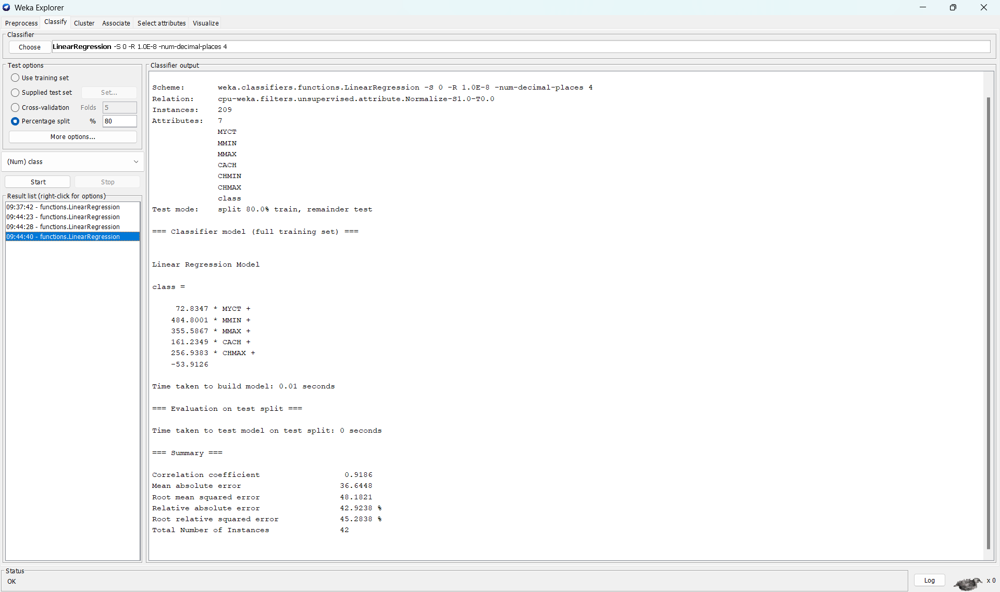 Weka Explorer
Preprocess Classify Cluster Associate Select attributes Visualize
Classifier
Choose LinearRegression -S 0 -R 1.0E-8 -num-decimal-places 4
Test options
Use training set
Supplied test set Set...
Cross-validation Folds 5
Percentage split % 80
More options...
(Num) class
Start Stop
Result list (right-click for options)
09:37:42 - functions.LinearRegression
09:44:23 - functions.LinearRegression
09:44:28 - functions.LinearRegression
09:44:40 - functions.LinearRegression
Classifier output
Scheme: weka.classifiers.functions.LinearRegression -S 0 -R 1.0E-8 -num-decimal-places 4
Relation: cpu-weka.filters.unsupervised.attribute.Normalize-S1.0-T0.0
Instances: 209
Attributes: 7
MYCT
MMIN
MMAX
CACH
CHMIN
CHMAX
class
Test mode: split 80.0% train, remainder test
=== Classifier model (full training set) ===
Linear Regression Model
class =
72.8347 * MYCT +
484.8001 * MMIN +
355.5867 * MMAX +
161.2349 * CACH +
256.9383 * CHMAX +
-53.9126
Time taken to build model: 0.01 seconds
=== Evaluation on test split ===
Time taken to test model on test split: 0 seconds
=== Summary ===
Correlation coefficient 0.9186
Mean absolute error 36.6448
Root mean squared error 48.1821
Relative absolute error 42.9238 %
Root relative squared error 45.2838 %
Total Number of Instances 42
Status
OK
Log x 0